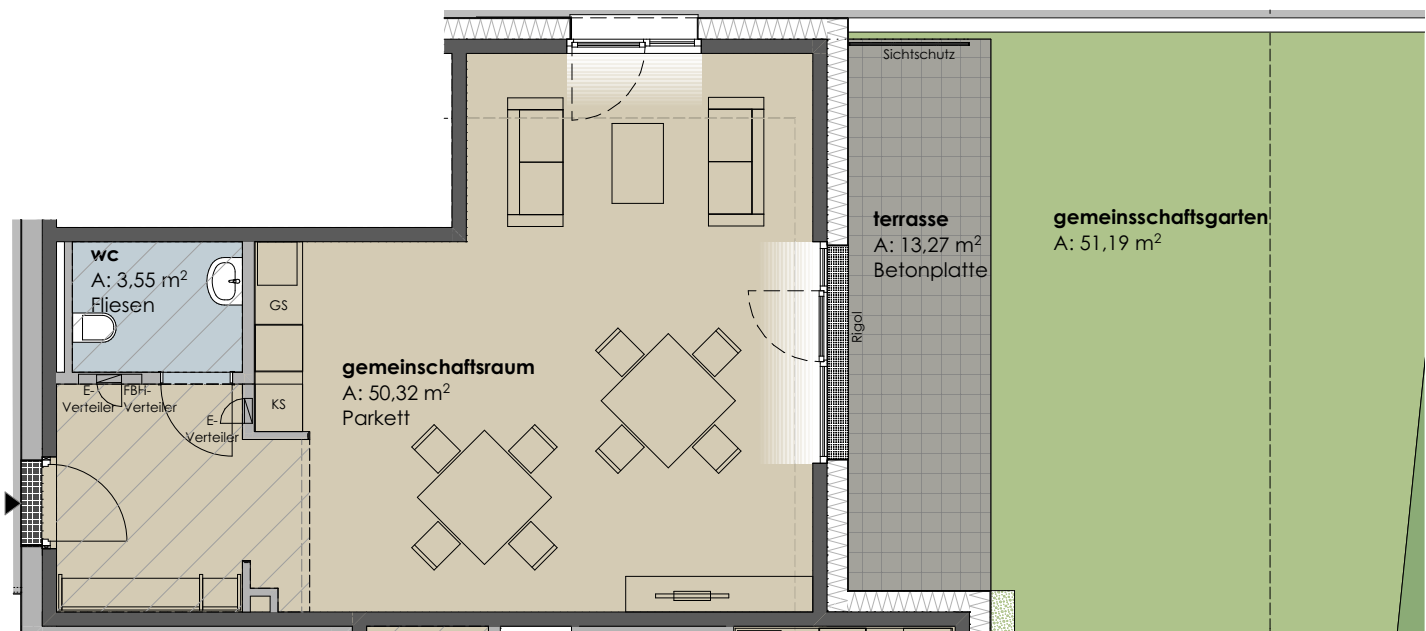 Sichtschutz
wc
A: 3,55 m²
Fliesen
GS
KS
E-
Verteiler
FBH-
Verteiler
E-
Verteiler
gemeinschaftsraum
A: 50,32 m²
Parkett
Rigol
terrasse
A: 13,27 m²
Betonplatte
gemeinsschaftsgarten
A: 51,19 m²